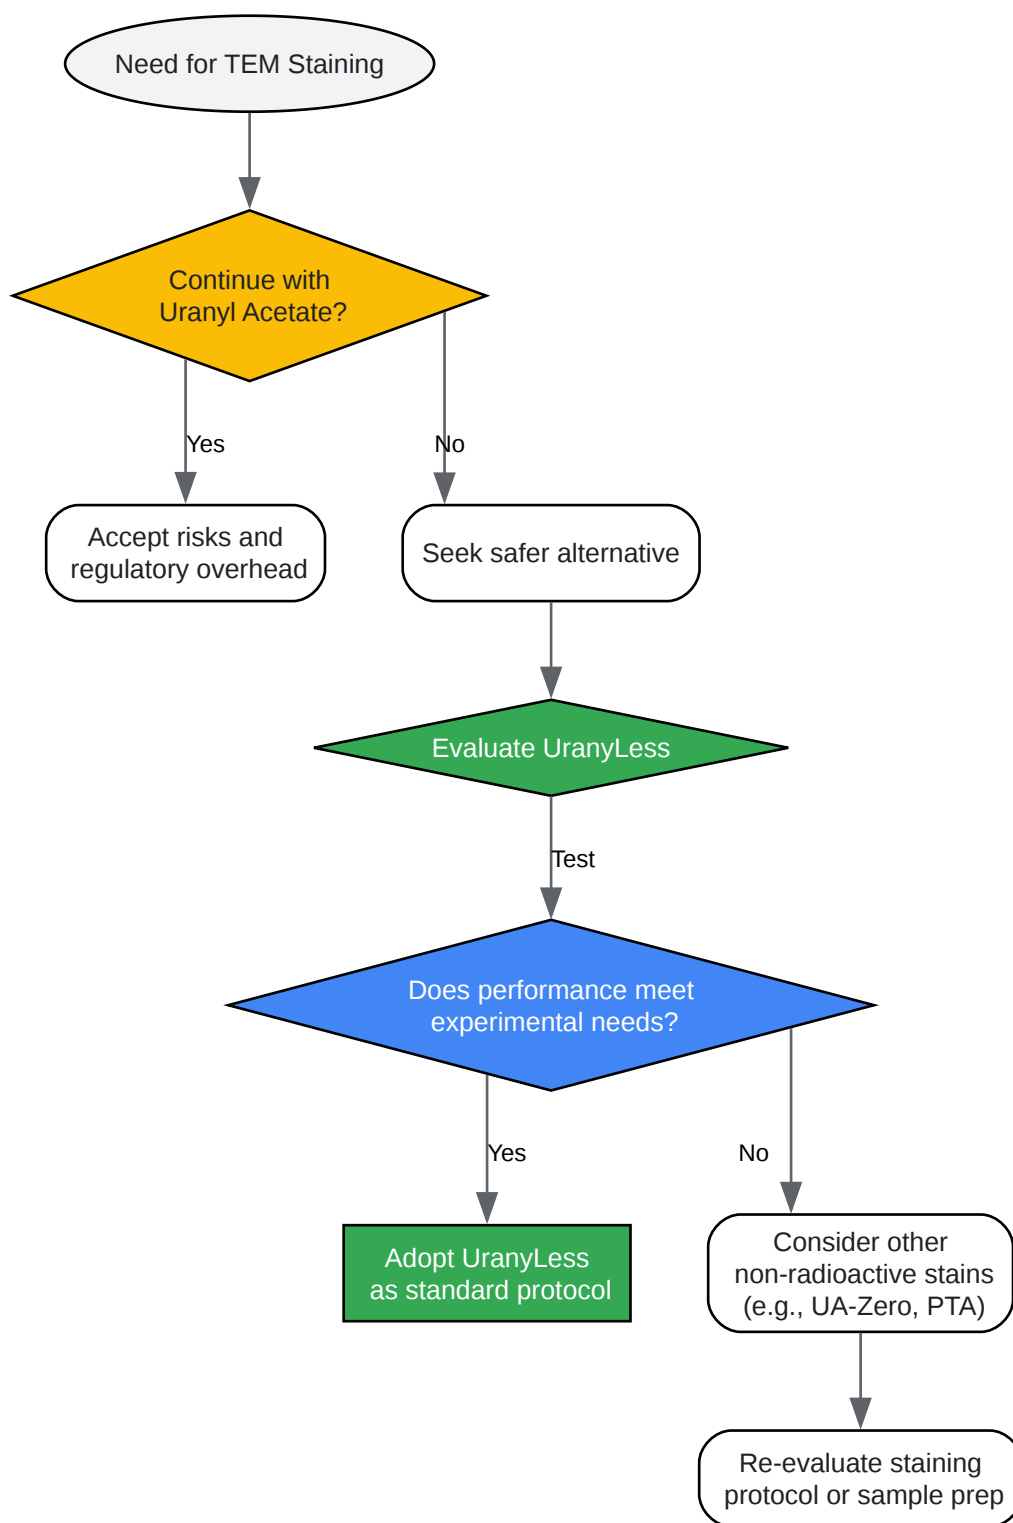 Need for TEM Staining
Continue with
Uranyl Acetate?
Yes
No
Accept risks and
regulatory overhead
Seek safer alternative
Evaluate UranyLess
Test
Does performance meet
experimental needs?
Yes
No
Adopt UranyLess
as standard protocol
Consider other
non-radioactive stains
(e.g., UA-Zero, PTA)
Re-evaluate staining
protocol or sample prep